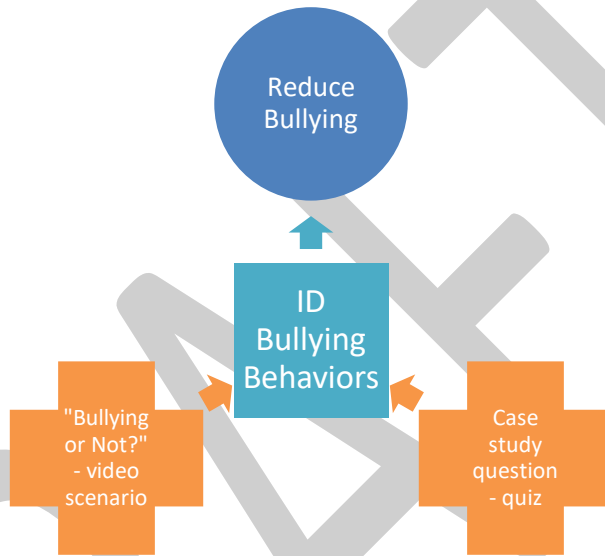 Reduce
Bullying
ID
Bullying
Behaviors
"Bullying
or Not?"
- video
scenario
Case
study
question
- quiz